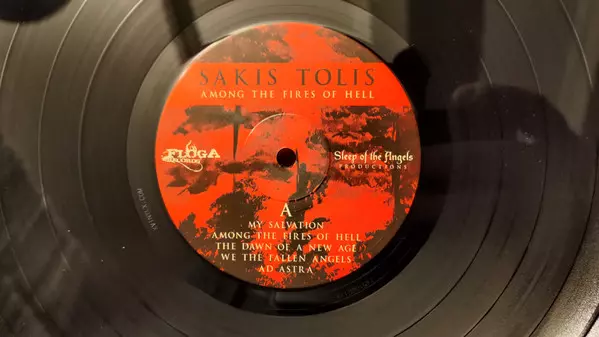 SAKIS TOLIS
AMONG THE FIRES OF HELL
FLOGA
RECORDS
Sleep of the Angels
PRODUCTIONS
A
MY SALVATION
AMONG THE FIRES OF HELL
THE DAWN OF A NEW AGE
WE THE FALLEN ANGELS
AD ASTRA